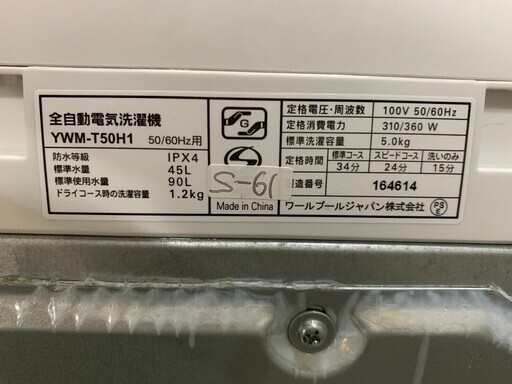 全自動電気洗濯機
YWM-T50H1 50/60Hz用
防水等級 IPX4
標準水量 45L
標準使用水量 90L
ドライコース時の洗濯容量 1.2kg
G
S-61
Made in China
定格電圧・周波数 100V 50/60Hz
定格消費電力 310/360 W
標準洗濯容量 5.0kg
定格時間 標準コース スピードコース 洗いのみ
34分 24分 15分
製造番号 164614
ワールプールジャパン株式会社
PS
E